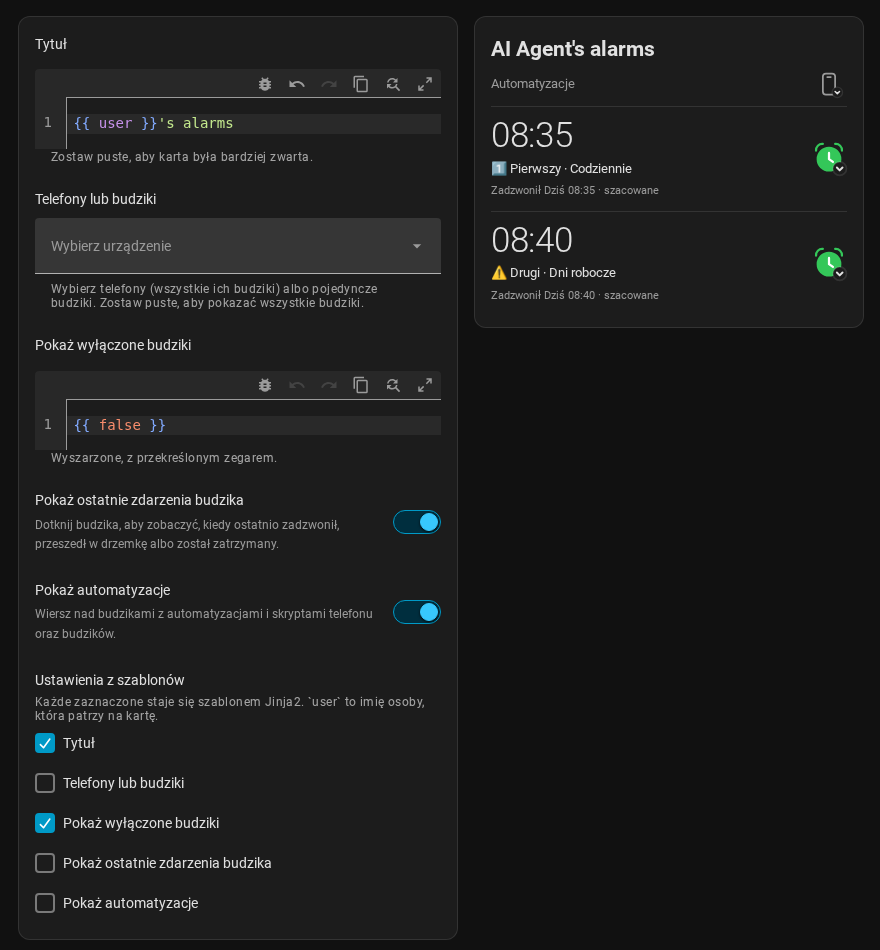 Tytuł
1
{{ user }}'s alarms
Zostaw puste, aby karta była bardziej zwarta.
Telefony lub budziki
Wybierz urządzenie
Wybierz telefony (wszystkie ich budziki) albo pojedyncze
budziki. Zostaw puste, aby pokazać wszystkie budziki.
Pokaż wyłączone budziki
1
{{ false }}
Wyszarzone, z przekreślonym zegarem.
Pokaż ostatnie zdarzenia budzika
Dotknij budzika, aby zobaczyć, kiedy ostatnio zadzwonił,
przeszedł w drzemkę albo został zatrzymany.
Pokaż automatyzacje
Wiersz nad budzikami z automatyzacjami i skryptami telefonu
oraz budzików.
Ustawienia z szablonów
Każde zaznaczone staje się szablonem Jinja2. `user` to imię osoby,
która patrzy na kartę.
Tytuł
Telefony lub budziki
Pokaż wyłączone budziki
Pokaż ostatnie zdarzenia budzika
Pokaż automatyzacje
AI Agent's alarms
Automatyzacje
08:35
1️⃣ Pierwszy · Codziennie
Zadzwonił Dziś 08:35 · szacowane
08:40
⚠️ Drugi · Dni robocze
Zadzwonił Dziś 08:40 · szacowane